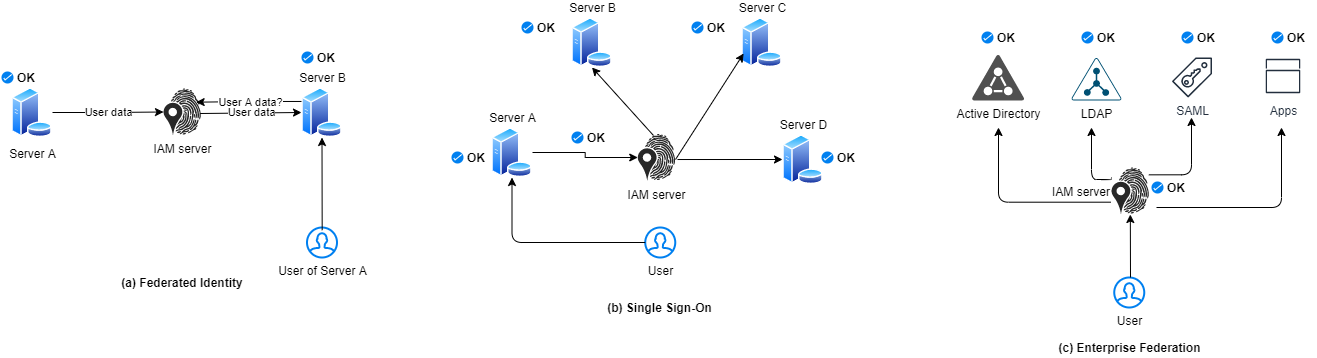 OK
Server A
User data
IAM server
User A data?
User data
OK
Server B
User of Server A
(a) Federated Identity
Server B
OK
Server C
OK
Server A
OK
OK
IAM server
Server D
OK
User
(b) Single Sign-On
OK
Active Directory
OK
LDAP
OK
SAML
OK
Apps
IAM server
OK
User
(c) Enterprise Federation